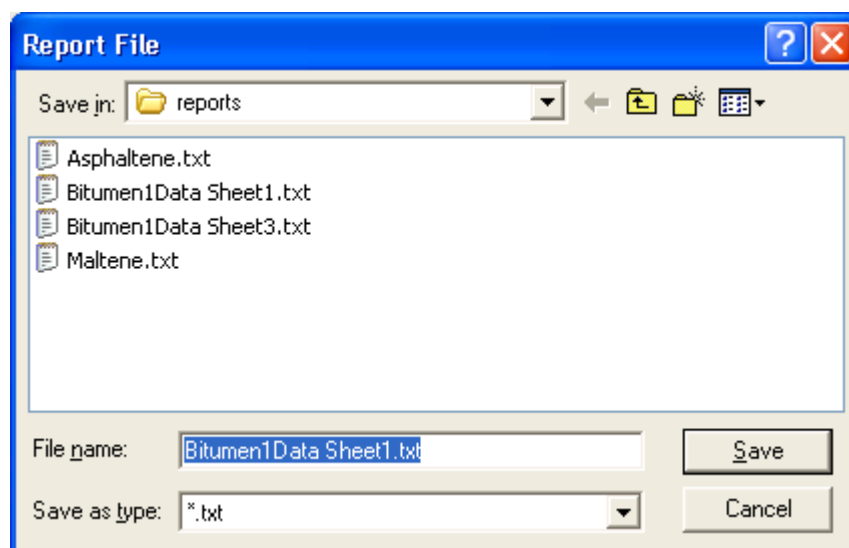 Report File
Save in: reports
Asphaltene.txt
Bitumen1Data Sheet1.txt
Bitumen1Data Sheet3.txt
Maltene.txt
File name: Bitumen1Data Sheet1.txt Save
Save as type: *.txt Cancel